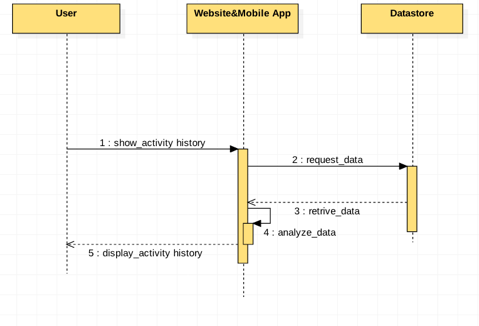 User
Website&Mobile App
Datastore
1 : show_activity history
2 : request_data
3 : retrive_data
4 : analyze_data
5 : display_activity history